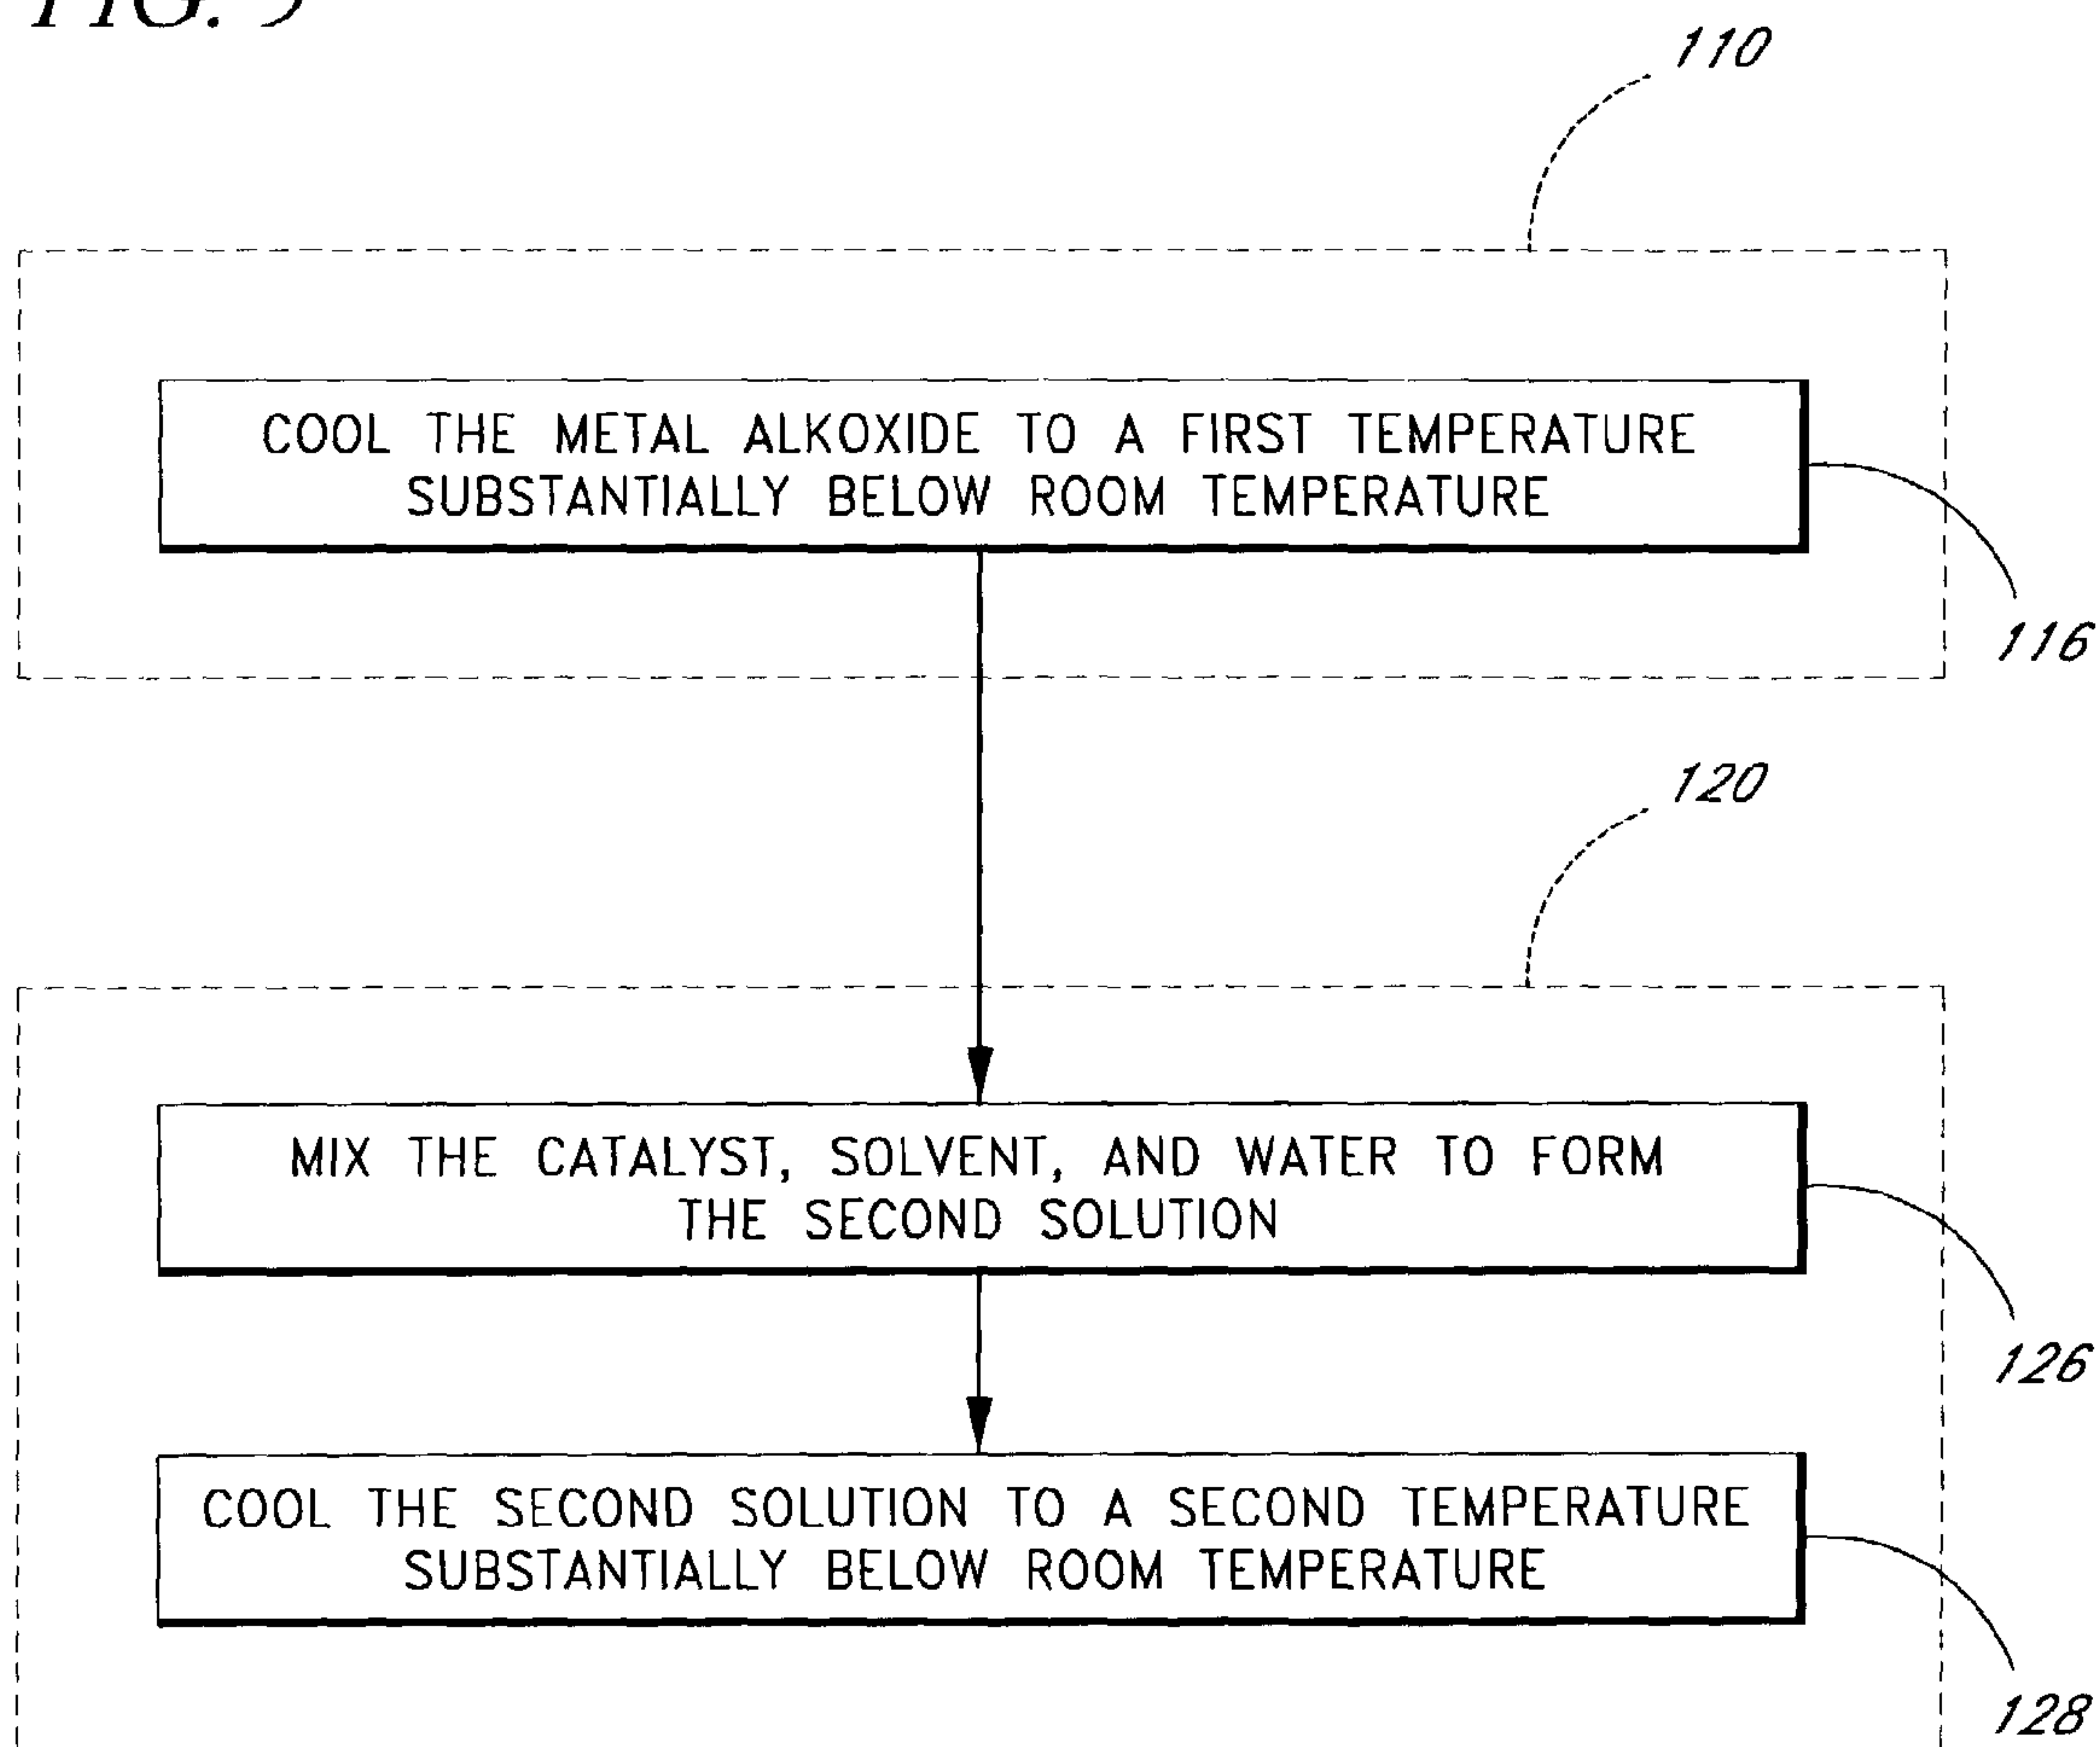 FIG.
110
COOL THE METAL ALKOXIDE TO A FIRST TEMPERATURE
SUBSTANTIALLY BELOW ROOM TEMPERATURE
116
120
MIX THE CATALYST, SOLVENT, AND WATER TO FORM
THE SECOND SOLUTION
126
COOL THE SECOND SOLUTION TO A SECOND TEMPERATURE
SUBSTANTIALLY BELOW ROOM TEMPERATURE
128